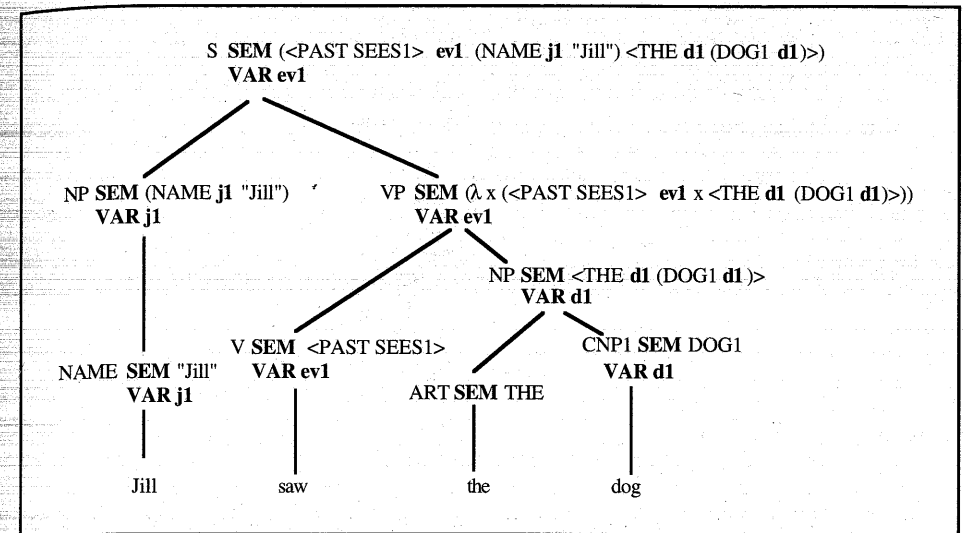 S SEM (<PAST SEES1> ev1 (NAME j1 "Jill") <THE d1 (DOG1 d1)>)
VAR ev1
NP SEM (NAME j1 "Jill")
VAR j1
VP SEM (λ x (<PAST SEES1> ev1 x <THE d1 (DOG1 d1)>))
VAR ev1
NP SEM <THE d1 (DOG1 d1)>
VAR d1
NAME SEM "Jill"
VAR j1
V SEM <PAST SEES1>
VAR ev1
ART SEM THE
CNP1 SEM DOG1
VAR d1
Jill saw the dog